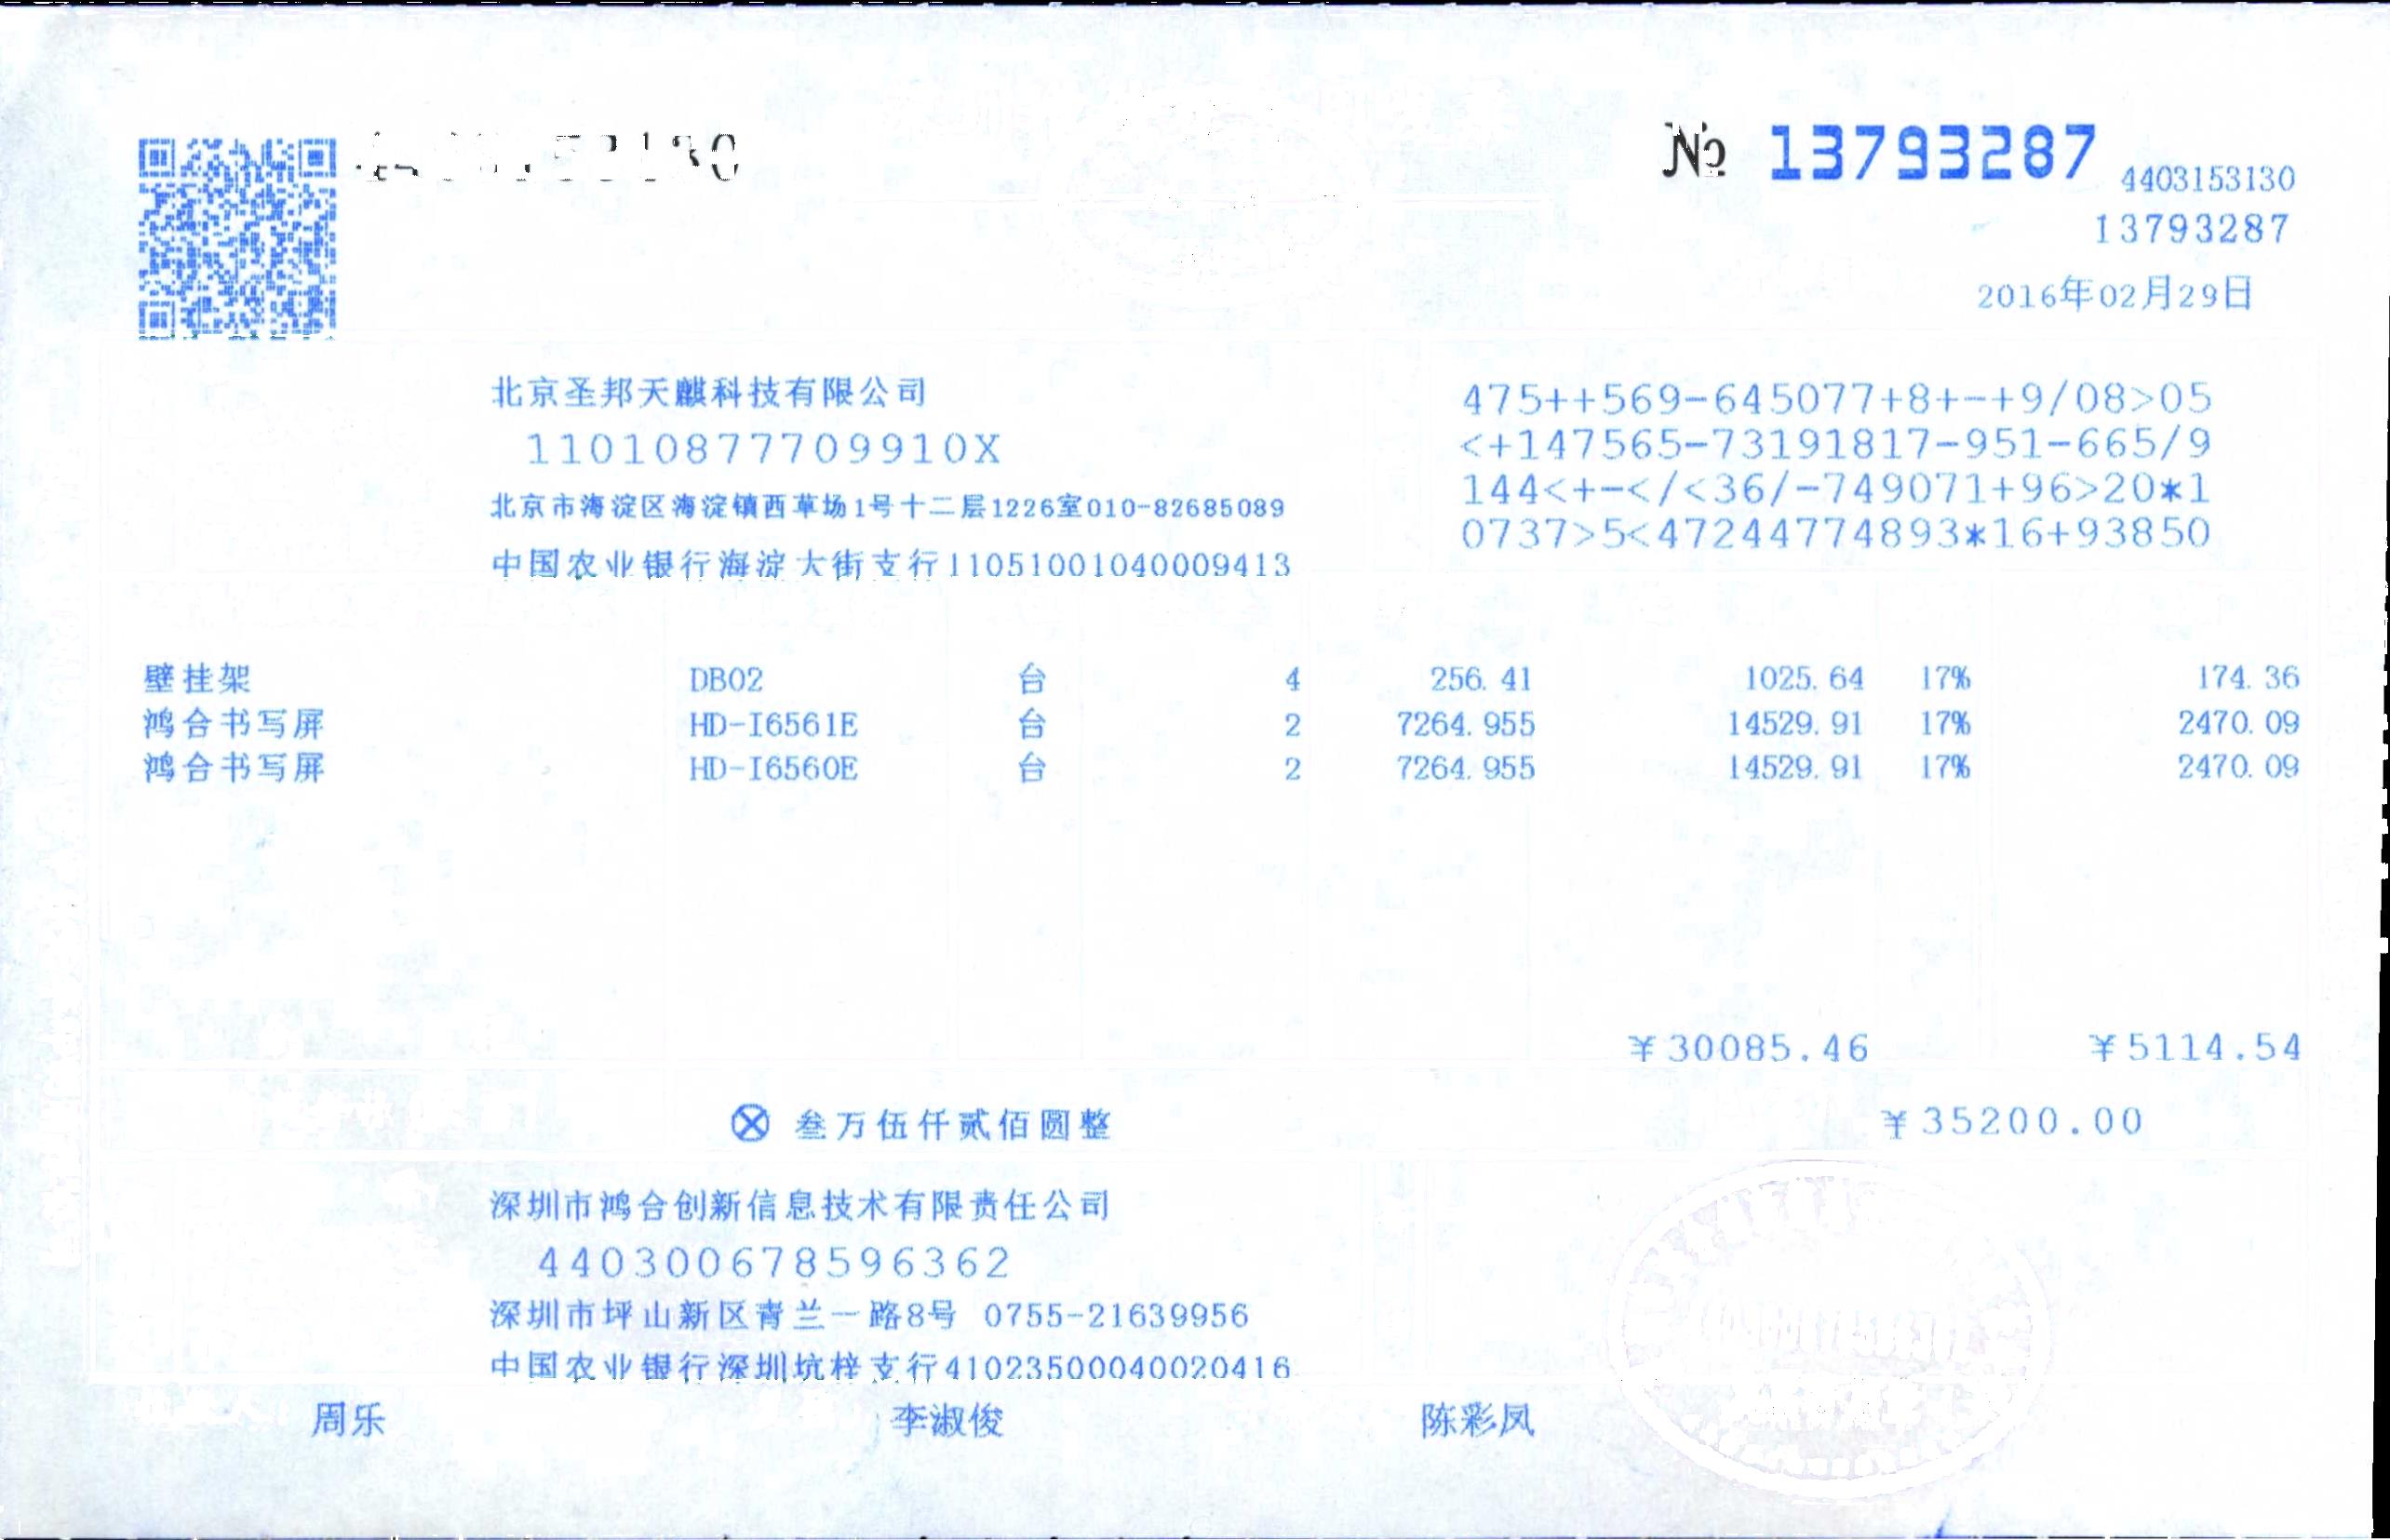 № 13793287
4403153130
13793287
2016年02月29日
北京圣邦天麒科技有限公司
11010877709910X
北京市海淀区海淀镇西草场1号十二层1226室010-82685089
中国农业银行海淀大街支行11051001040009413
475++569-645077+8+-+9/08>05
<+147565-73191817-951-665/9
144<+-</<36/-749071+96>20*1
0737>5<47244774893*16+93850
壁挂架 DB02 台 4 256.41 1025.64 17% 174.36
鸿合书写屏 HD-I6561E 台 2 7264.955 14529.91 17% 2470.09
鸿合书写屏 HD-I6560E 台 2 7264.955 14529.91 17% 2470.09
¥30085.46 ¥5114.54
ⓧ 叁万伍仟贰佰圆整 ¥35200.00
深圳市鸿合创新信息技术有限责任公司
440300678596362
深圳市坪山新区青兰一路8号 0755-21639956
中国农业银行深圳坑梓支行41023500040020416
周乐 李淑俊 陈彩凤